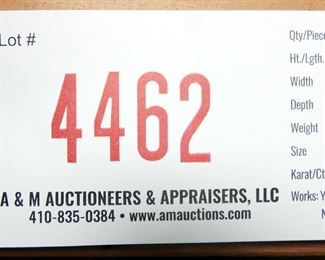 Lot #
4462
A & M AUCTIONEERS & APPRAISERS, LLC
410-835-0384 • www.amauctions.com
Qty/Piece
Ht./Lgth.
Width
Depth
Weight
Size
Karat/Ct
Works: Y
N